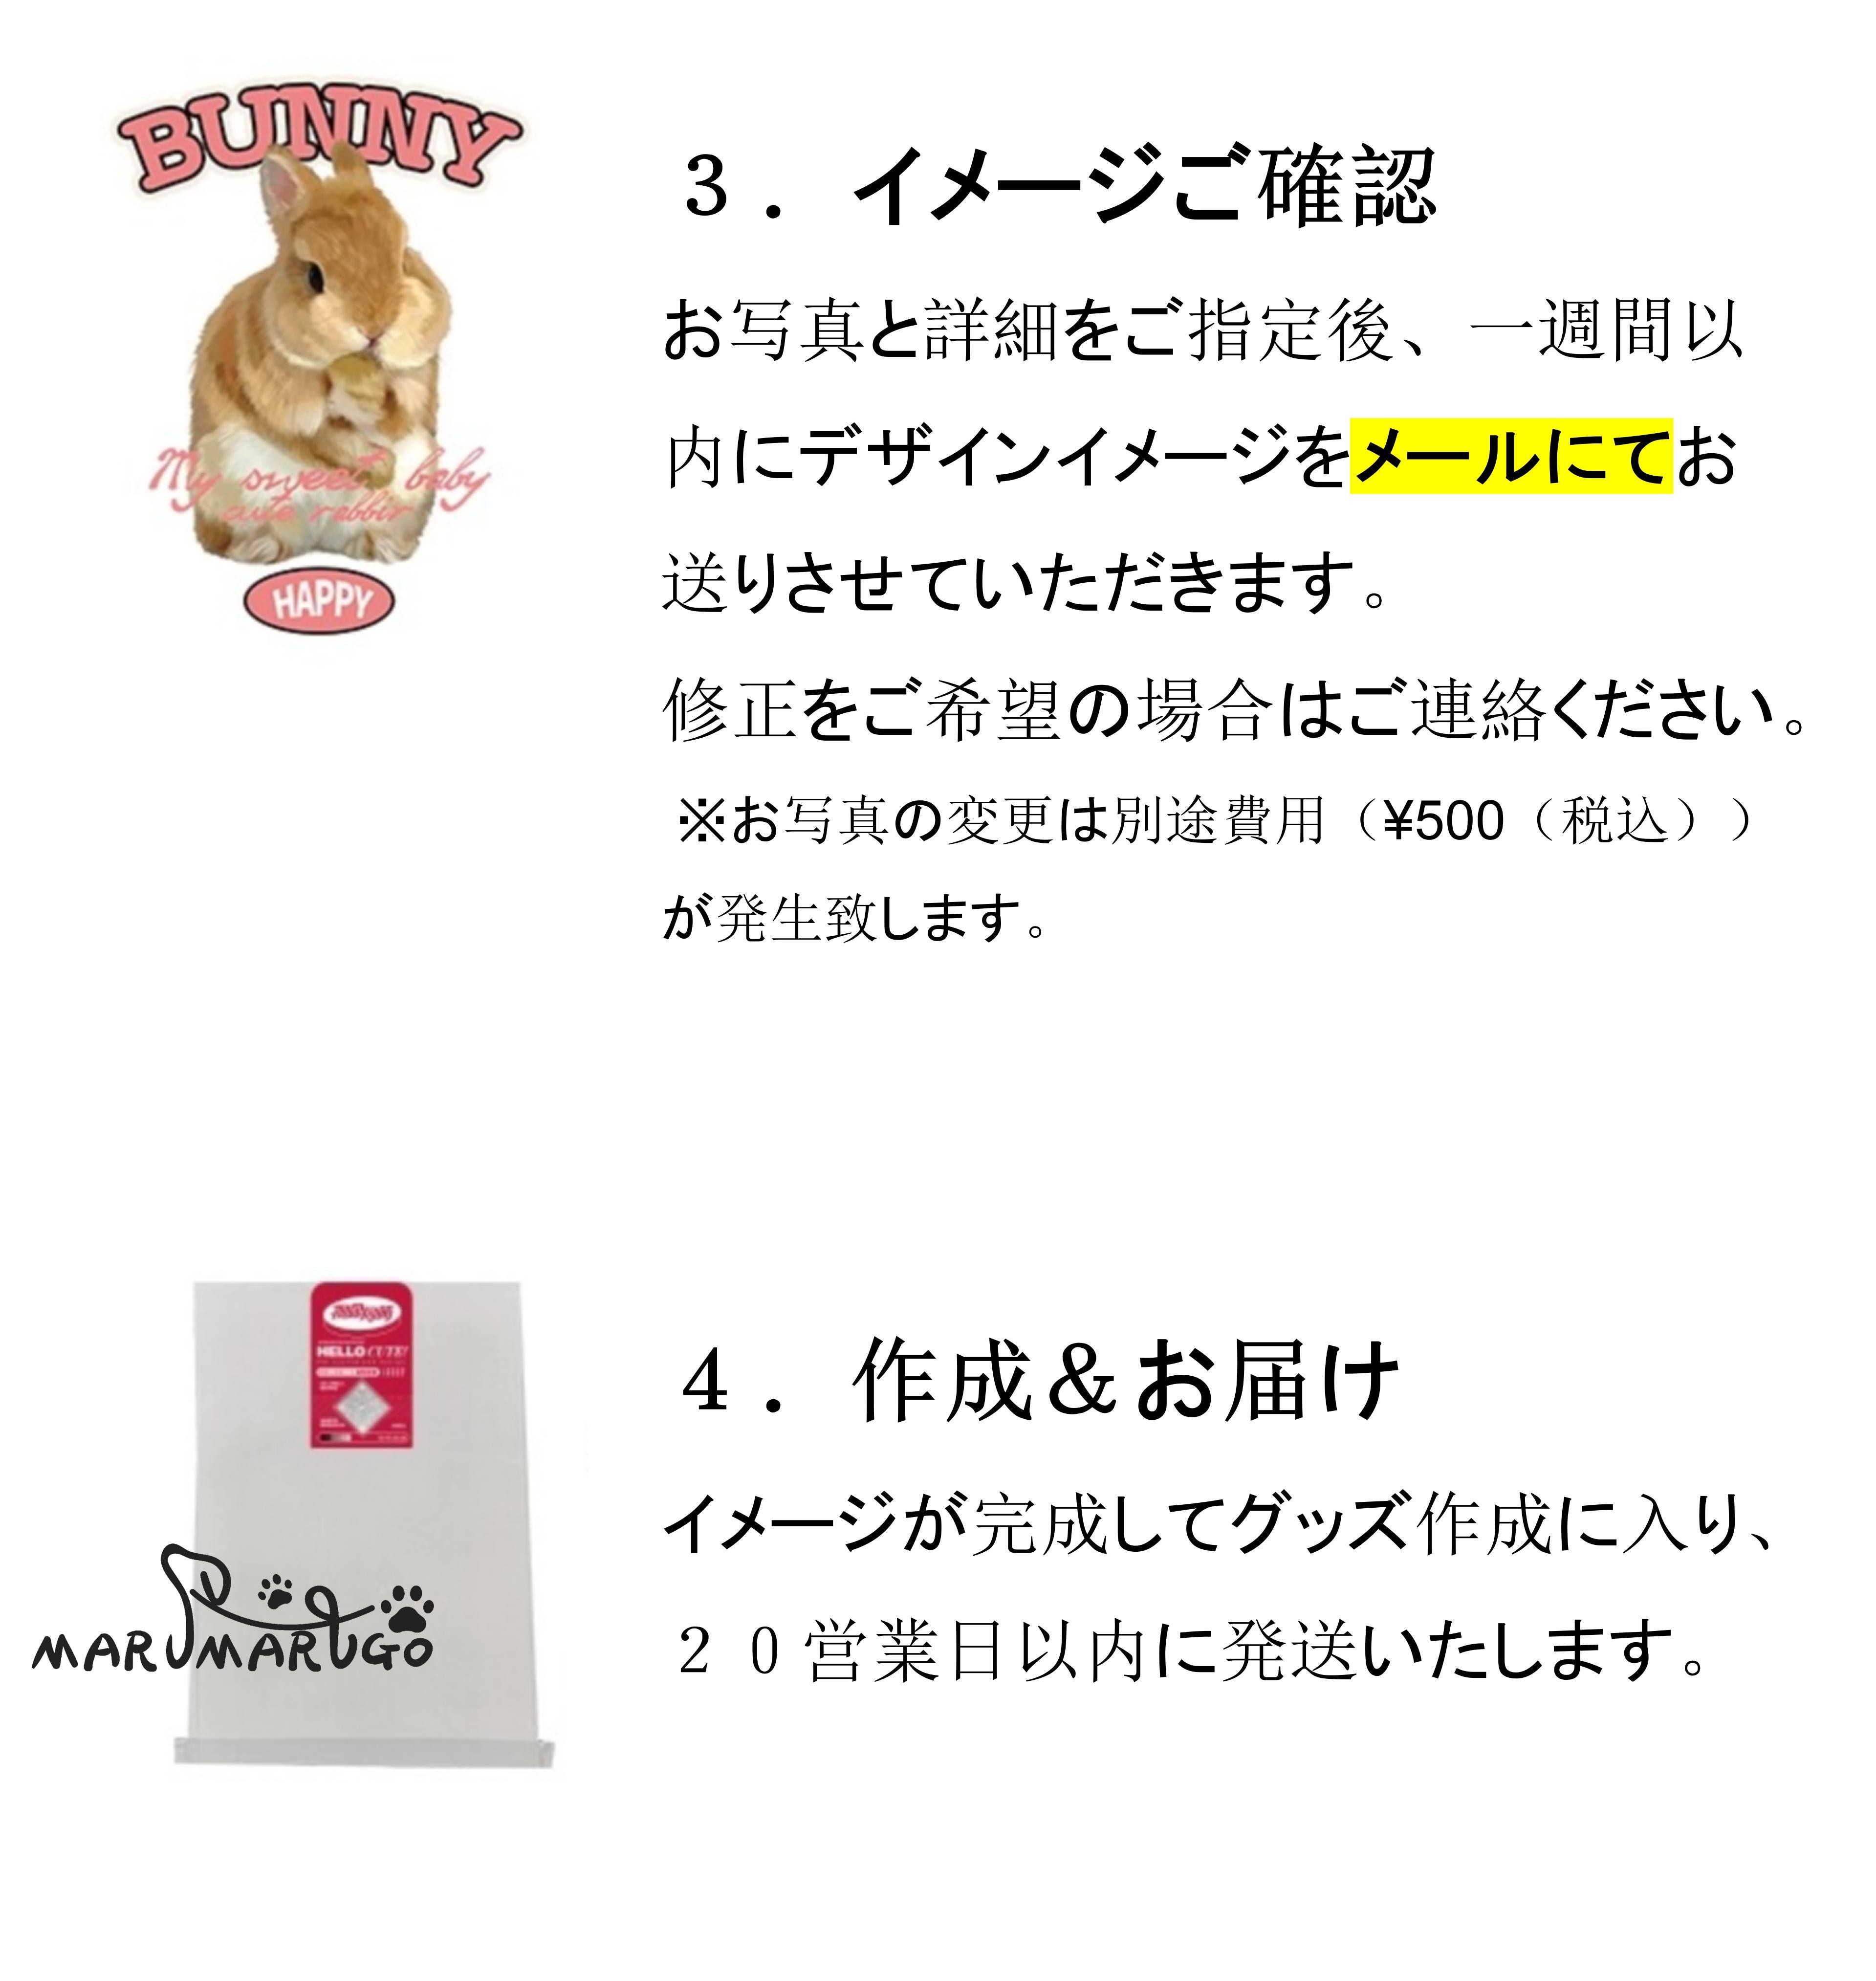 BUNNY
My sweet baby
cute rabbir
HAPPY
３．イメージご確認
お写真と詳細をご指定後、一週間以
内にデザインイメージをメールにてお
送りさせていただきます。
修正をご希望の場合はご連絡ください。
※お写真の変更は別途費用（¥500（税込））
が発生致します。
HELLO CUTE!
MARUMARUGO
４．作成＆お届け
イメージが完成してグッズ作成に入り、
２０営業日以内に発送いたします。